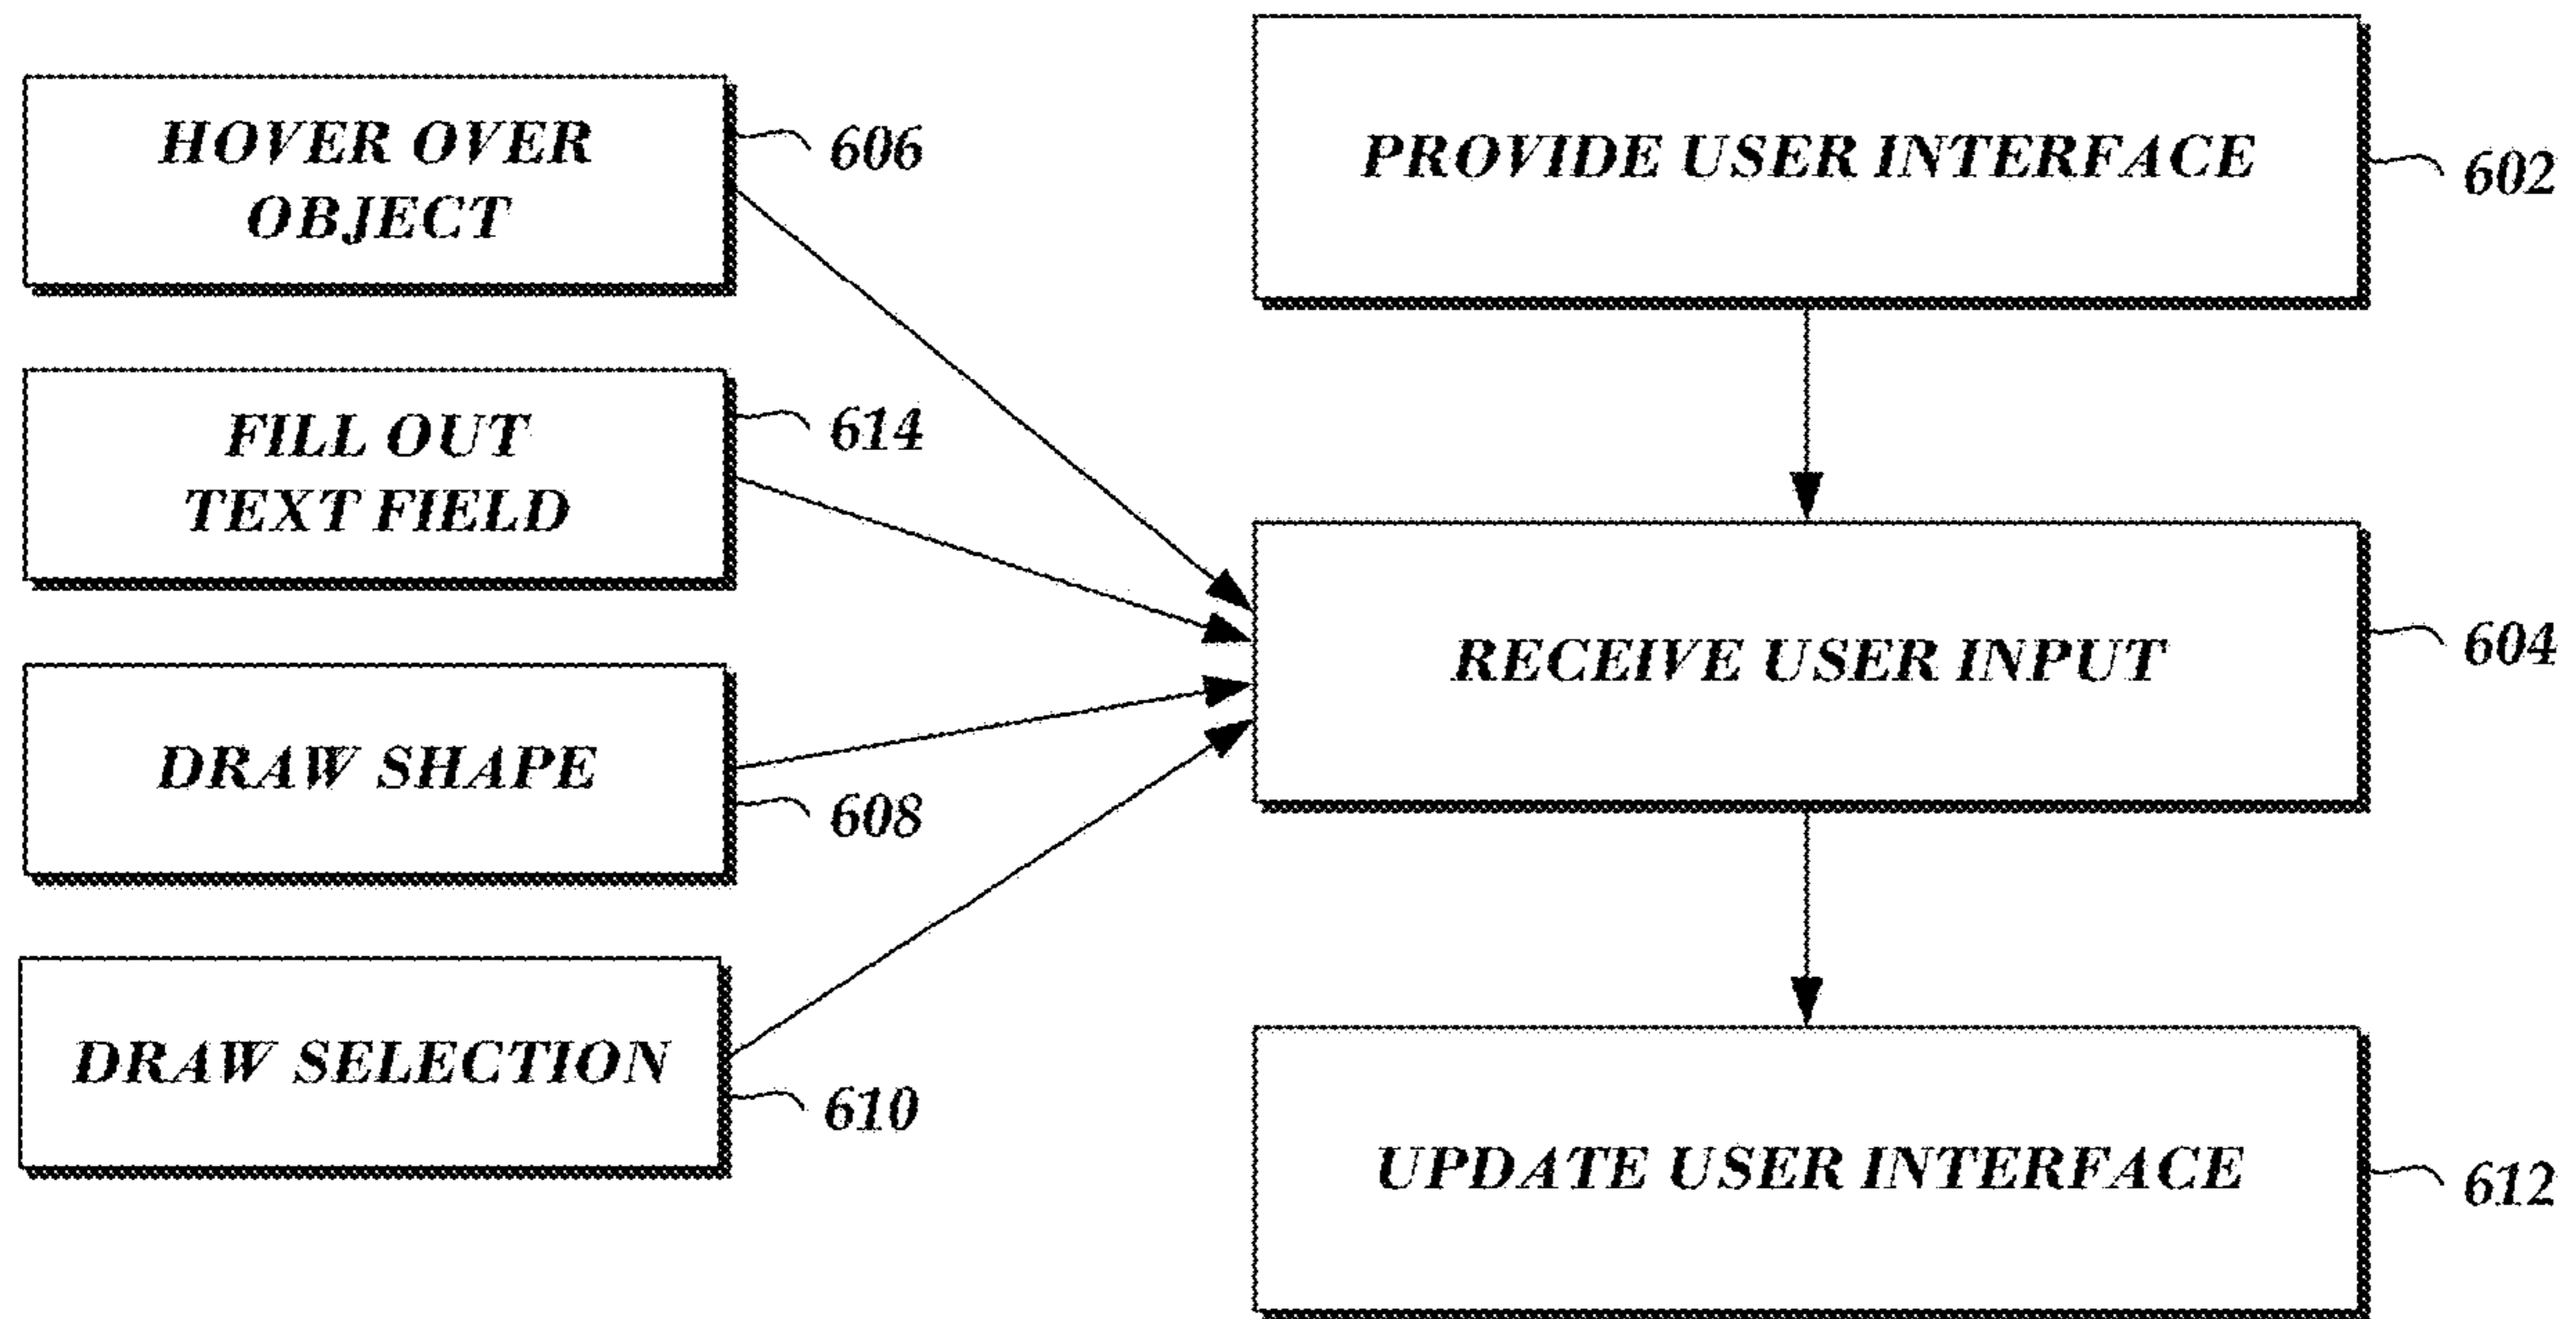 HOVER OVER
OBJECT
606
FILL OUT
TEXT FIELD
614
DRAW SHAPE
608
DRAW SELECTION
610
PROVIDE USER INTERFACE
602
RECEIVE USER INPUT
604
UPDATE USER INTERFACE
612